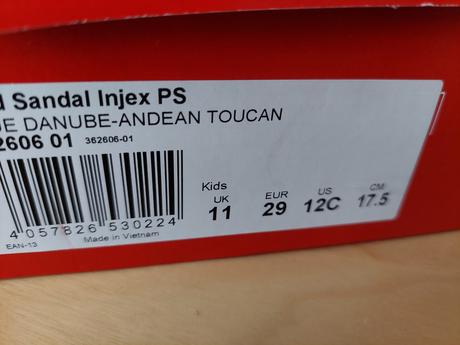 Sandal Injex PS
DANUBE-ANDEAN TOUCAN
2606 01 362606-01
Kids
UK EUR US CM
11 29 12C 17.5
4 057826 530224
EAN-13 Made in Vietnam